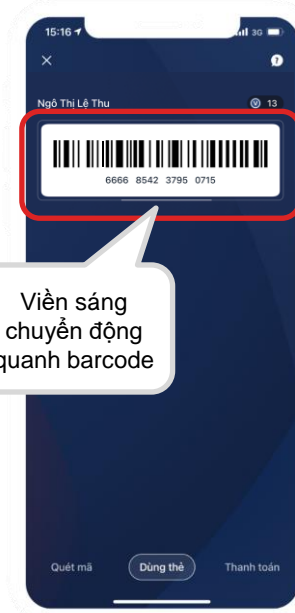 15:16
3G
Ngô Thị Lệ Thu
13
6666 8542 3795 0715
Viền sáng
chuyển động
quanh barcode
Quét mã
Dùng thẻ
Thanh toán